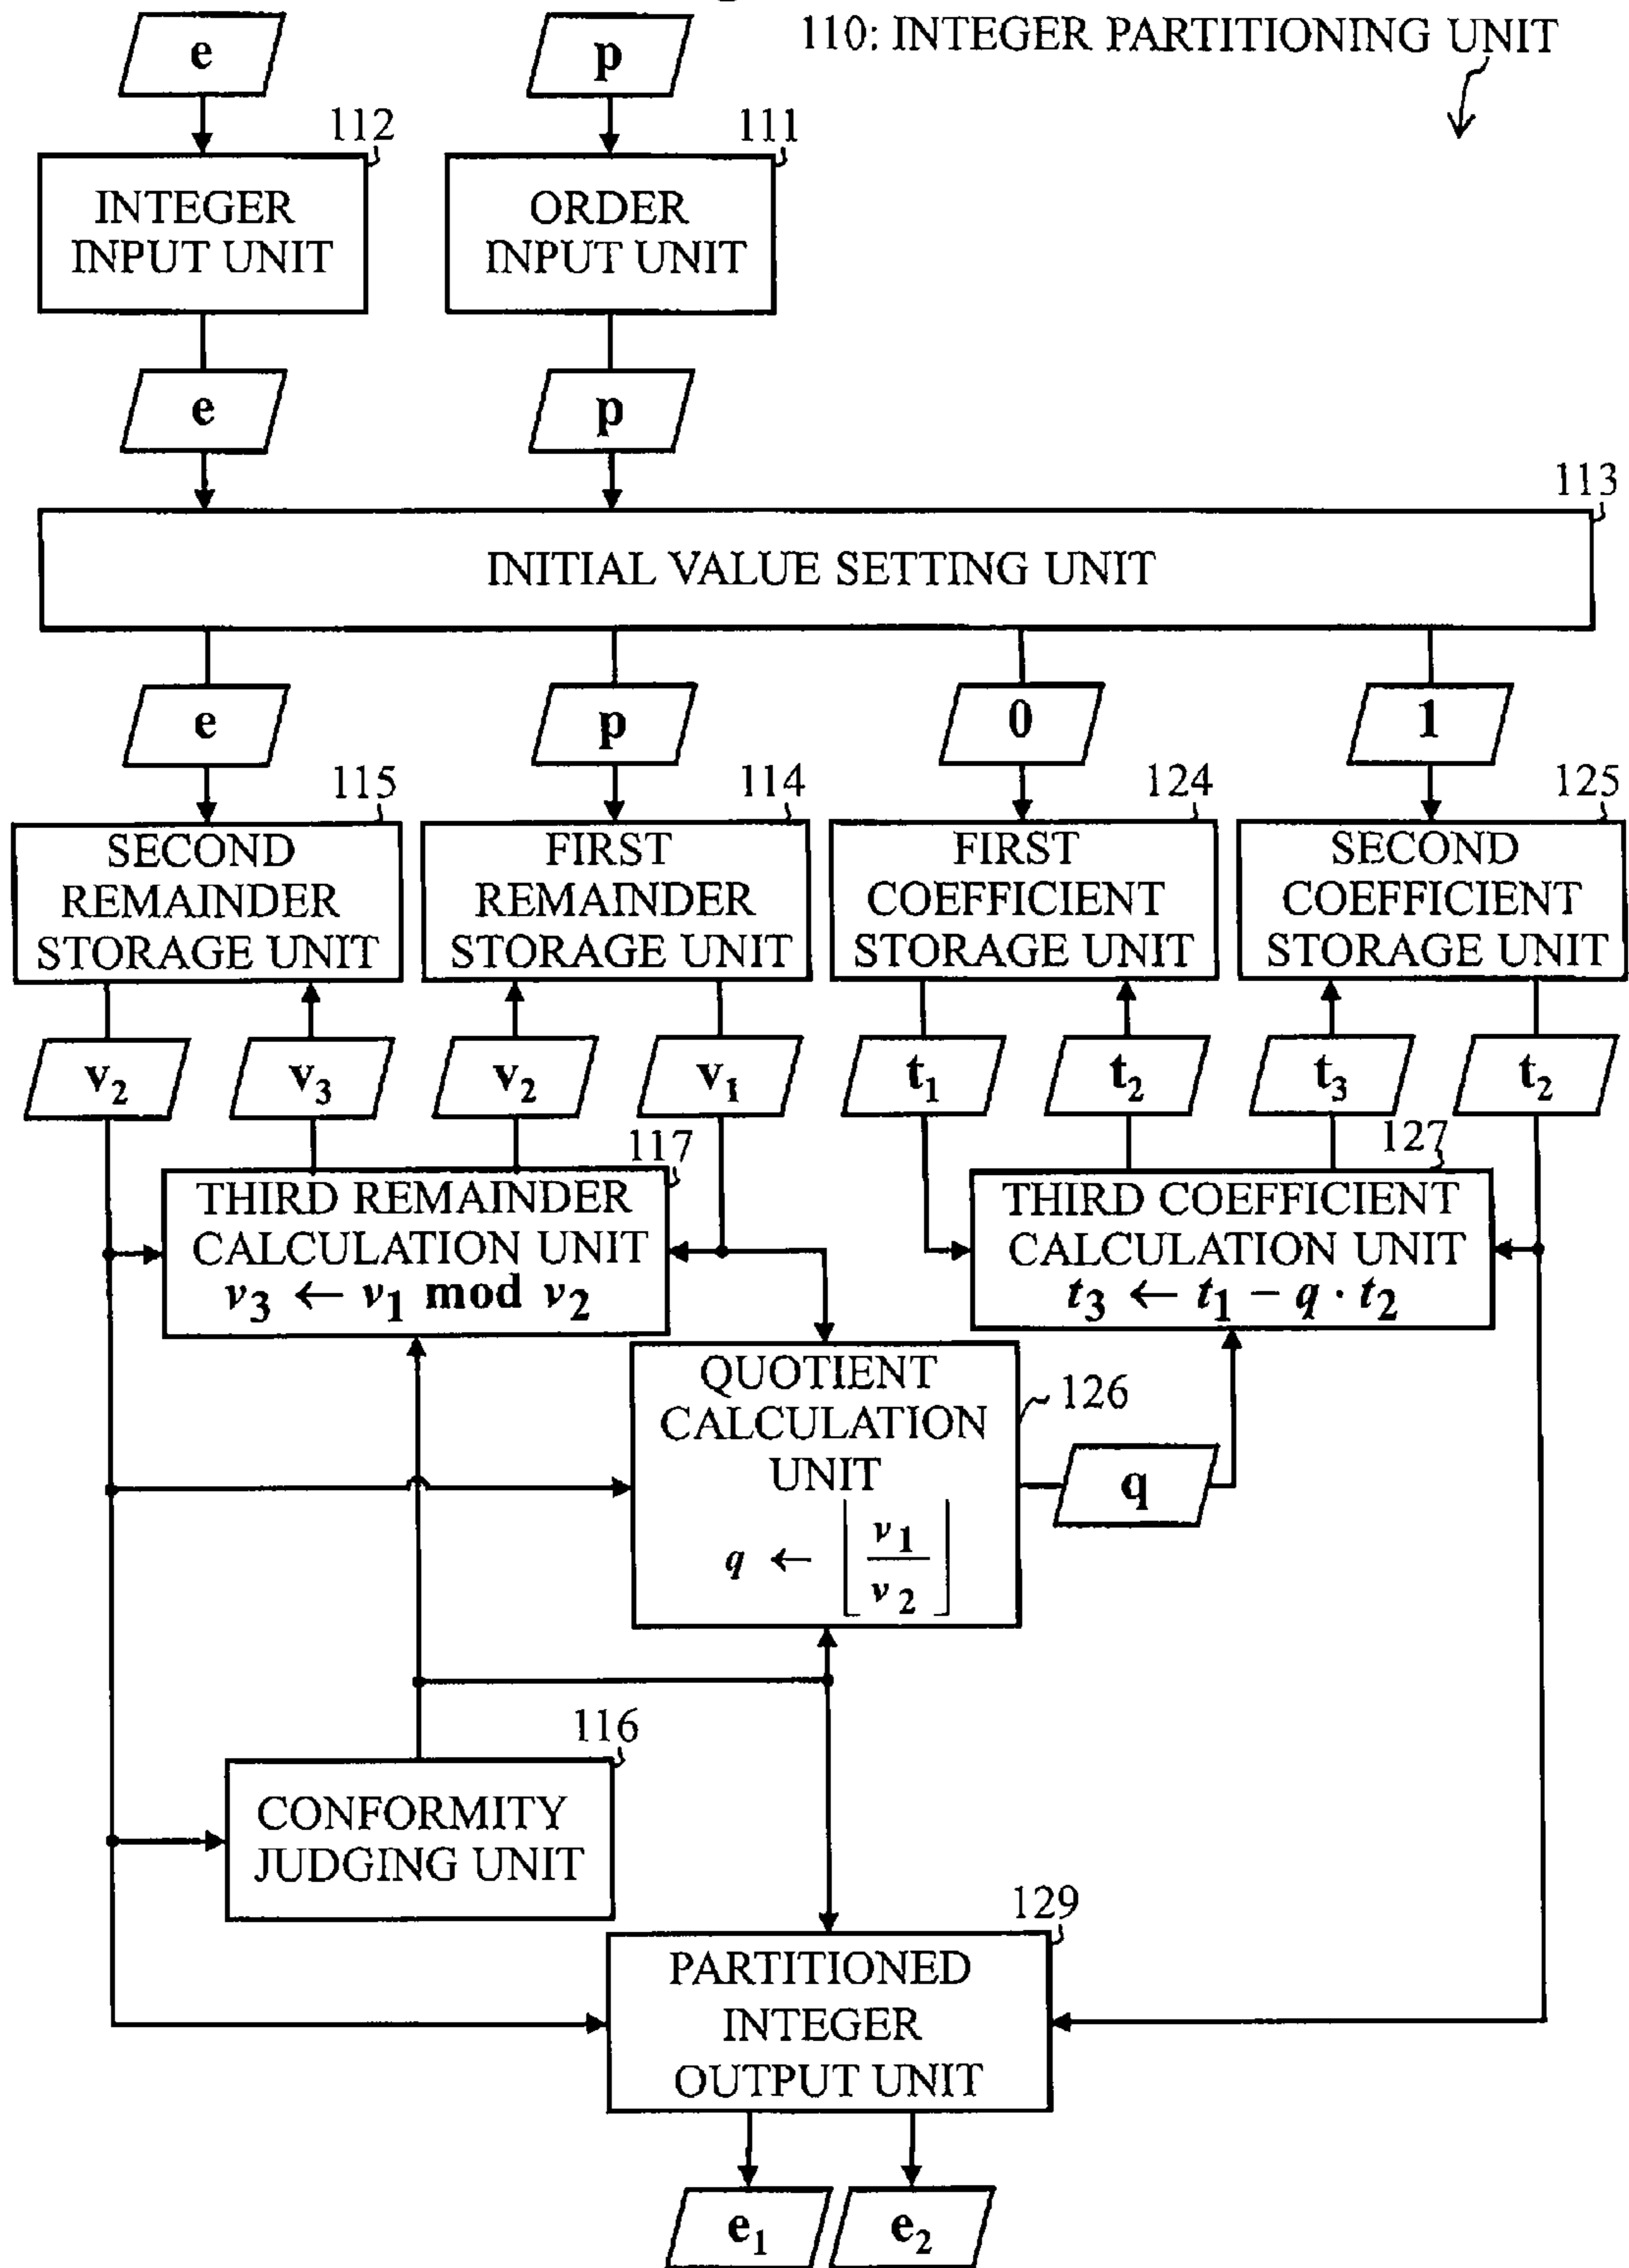 110: INTEGER PARTITIONING UNIT
e
p
112
111
INTEGER
INPUT UNIT
ORDER
INPUT UNIT
e
p
113
INITIAL VALUE SETTING UNIT
e
p
0
1
115
114
124
125
SECOND
REMAINDER
STORAGE UNIT
FIRST
REMAINDER
STORAGE UNIT
FIRST
COEFFICIENT
STORAGE UNIT
SECOND
COEFFICIENT
STORAGE UNIT
v₂
v₃
v₂
v₁
t₁
t₂
t₃
t₂
117
127
THIRD REMAINDER
CALCULATION UNIT
v₃ ← v₁ mod v₂
THIRD COEFFICIENT
CALCULATION UNIT
t₃ ← t₁ − q · t₂
QUOTIENT
CALCULATION
UNIT
q ← ⌊v₁ / v₂⌋
126
q
116
CONFORMITY
JUDGING UNIT
129
PARTITIONED
INTEGER
OUTPUT UNIT
e₁
e₂